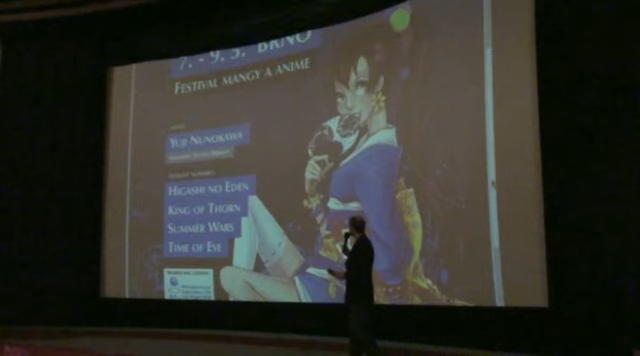 7. - 9. 5. BRNO
FESTIVAL MANGY A ANIME
YUJI NUNOKAWA
HIGASHI NO EDEN
KING OF THORN
SUMMER WARS
TIME OF EVE